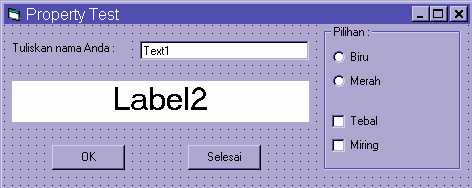 Property Test
Tuliskan nama Anda :
Text1
Label2
OK
Selesai
Pilihan :
Biru
Merah
Tebal
Miring